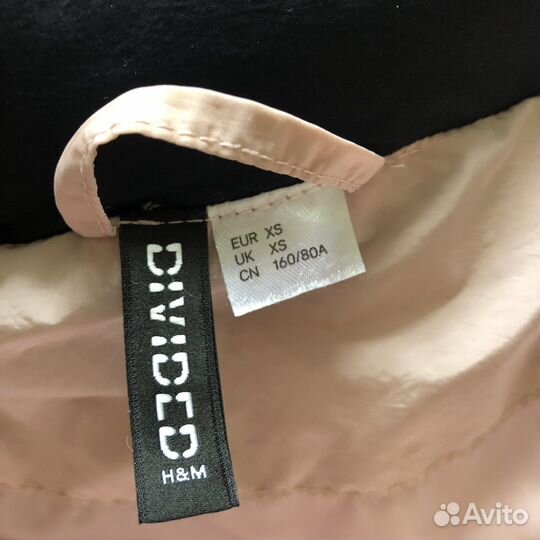 EUR XS
UK XS
CN 160/80A
DIVIDED
H&M
Avito